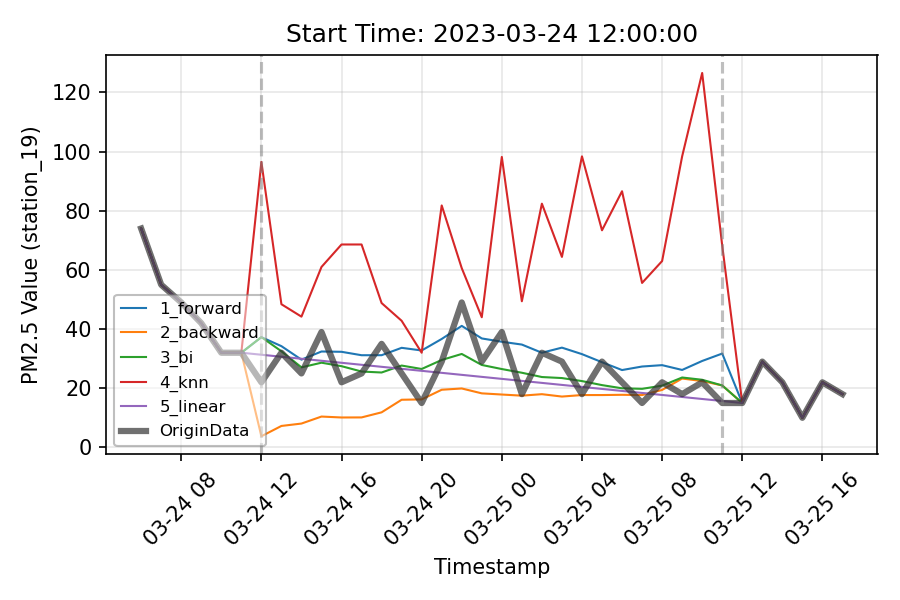 Start Time: 2023-03-24 12:00:00
PM2.5 Value (station_19)
120
100
80
60
40
20
0
1_forward
2_backward
3_bi
4_knn
5_linear
OriginData
03-24 08
03-24 12
03-24 16
03-24 20
03-25 00
03-25 04
03-25 08
03-25 12
03-25 16
Timestamp